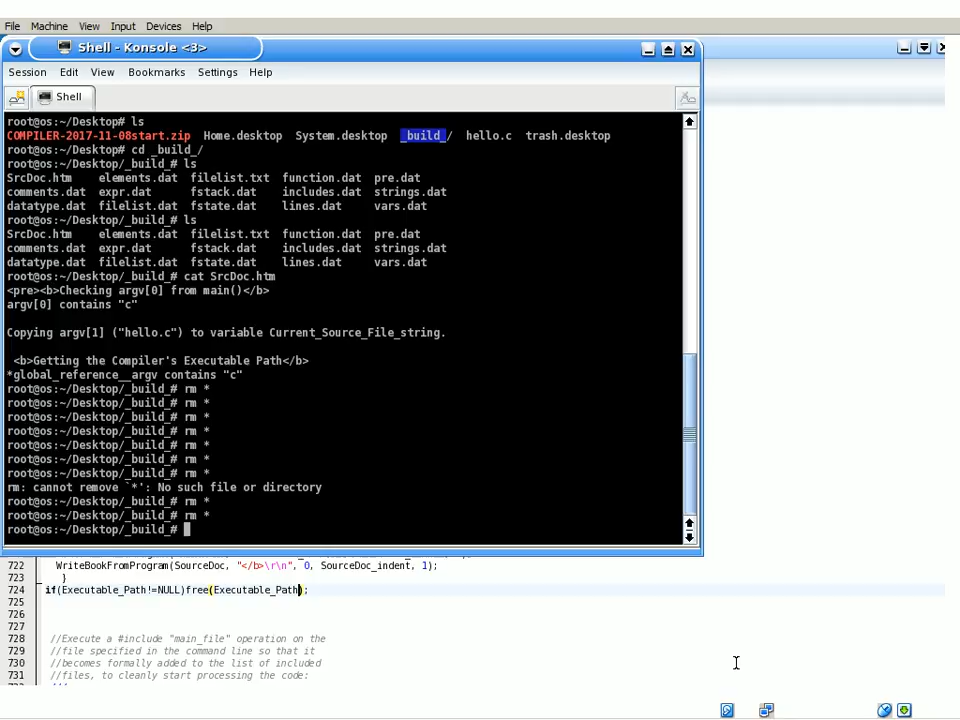 File Machine View Input Devices Help
Shell - Konsole <3>
Session Edit View Bookmarks Settings Help
Shell
root@os:~/Desktop# ls
COMPILER-2017-11-08start.zip Home.desktop System.desktop _build_/ hello.c trash.desktop
root@os:~/Desktop# cd _build_/
root@os:~/Desktop/_build_# ls
SrcDoc.htm elements.dat filelist.txt function.dat pre.dat
comments.dat expr.dat fstack.dat includes.dat strings.dat
datatype.dat filelist.dat fstate.dat lines.dat vars.dat
root@os:~/Desktop/_build_# ls
SrcDoc.htm elements.dat filelist.txt function.dat pre.dat
comments.dat expr.dat fstack.dat includes.dat strings.dat
datatype.dat filelist.dat fstate.dat lines.dat vars.dat
root@os:~/Desktop/_build_# cat SrcDoc.htm
<pre><b>Checking argv[0] from main()</b>
argv[0] contains "c"
Copying argv[1] ("hello.c") to variable Current_Source_File_string.
<b>Getting the Compiler's Executable Path</b>
*global_reference__argv contains "c"
root@os:~/Desktop/_build_# rm *
root@os:~/Desktop/_build_# rm *
root@os:~/Desktop/_build_# rm *
root@os:~/Desktop/_build_# rm *
root@os:~/Desktop/_build_# rm *
root@os:~/Desktop/_build_# rm *
root@os:~/Desktop/_build_# rm *
rm: cannot remove `*': No such file or directory
root@os:~/Desktop/_build_# rm *
root@os:~/Desktop/_build_# rm *
root@os:~/Desktop/_build_#
722 WriteBookFromProgram(SourceDoc, "</b>\r\n", 0, SourceDoc_indent, 1);
723 }
724 if(Executable_Path!=NULL)free(Executable_Path);
725
726
727
728 //Execute a #include "main_file" operation on the
729 //file specified in the command line so that it
730 //becomes formally added to the list of included
731 //files, to cleanly start processing the code: